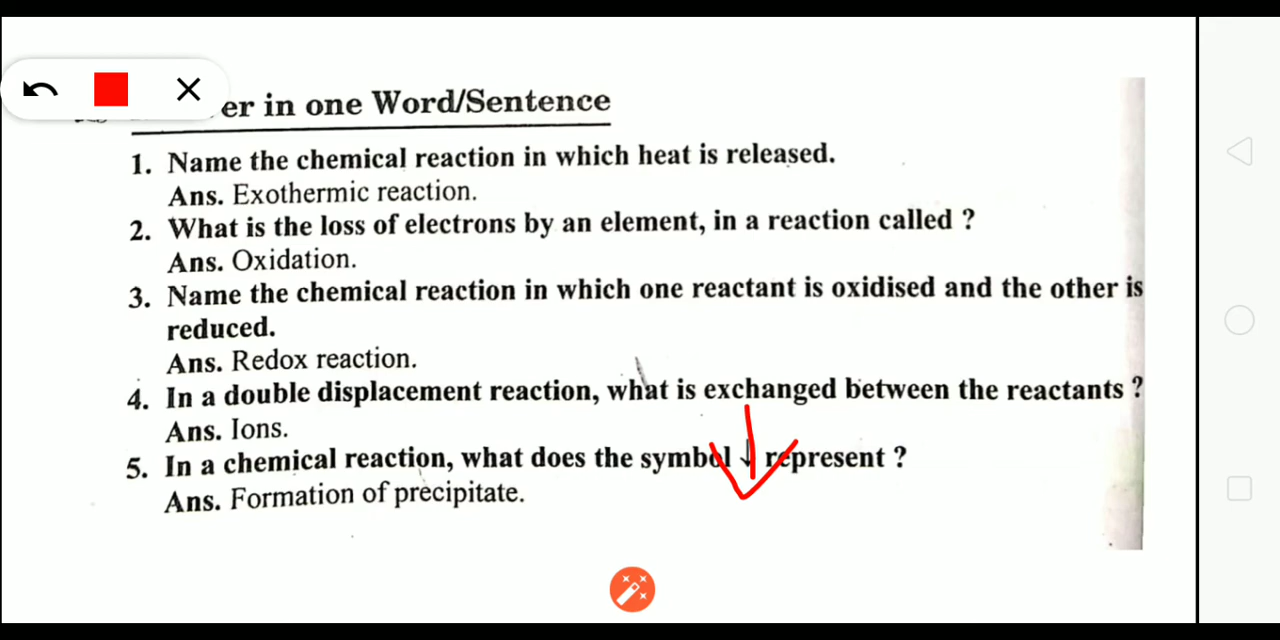 er in one Word/Sentence
1. Name the chemical reaction in which heat is released.
Ans. Exothermic reaction.
2. What is the loss of electrons by an element, in a reaction called ?
Ans. Oxidation.
3. Name the chemical reaction in which one reactant is oxidised and the other is
reduced.
Ans. Redox reaction.
4. In a double displacement reaction, what is exchanged between the reactants ?
Ans. Ions.
5. In a chemical reaction, what does the symbol ↓ represent ?
Ans. Formation of precipitate.